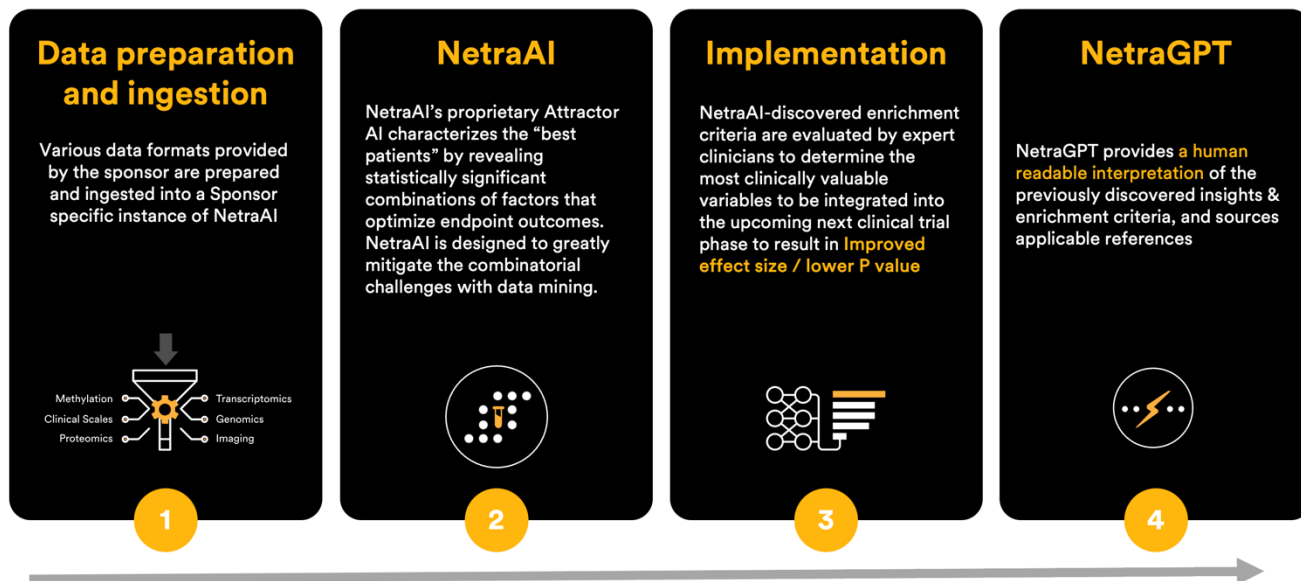 Data preparation
and ingestion
Various data formats provided
by the sponsor are prepared
and ingested into a Sponsor
specific instance of NetraAI
Methylation
Clinical Scales
Proteomics
Transcriptomics
Genomics
Imaging
1
NetraAI
NetraAI’s proprietary Attractor
AI characterizes the “best
patients” by revealing
statistically significant
combinations of factors that
optimize endpoint outcomes.
NetraAI is designed to greatly
mitigate the combinatorial
challenges with data mining.
2
Implementation
NetraAI-discovered enrichment
criteria are evaluated by expert
clinicians to determine the
most clinically valuable
variables to be integrated into
the upcoming next clinical trial
phase to result in Improved
effect size / lower P value
3
NetraGPT
NetraGPT provides a human
readable interpretation of the
previously discovered insights &
enrichment criteria, and sources
applicable references
4